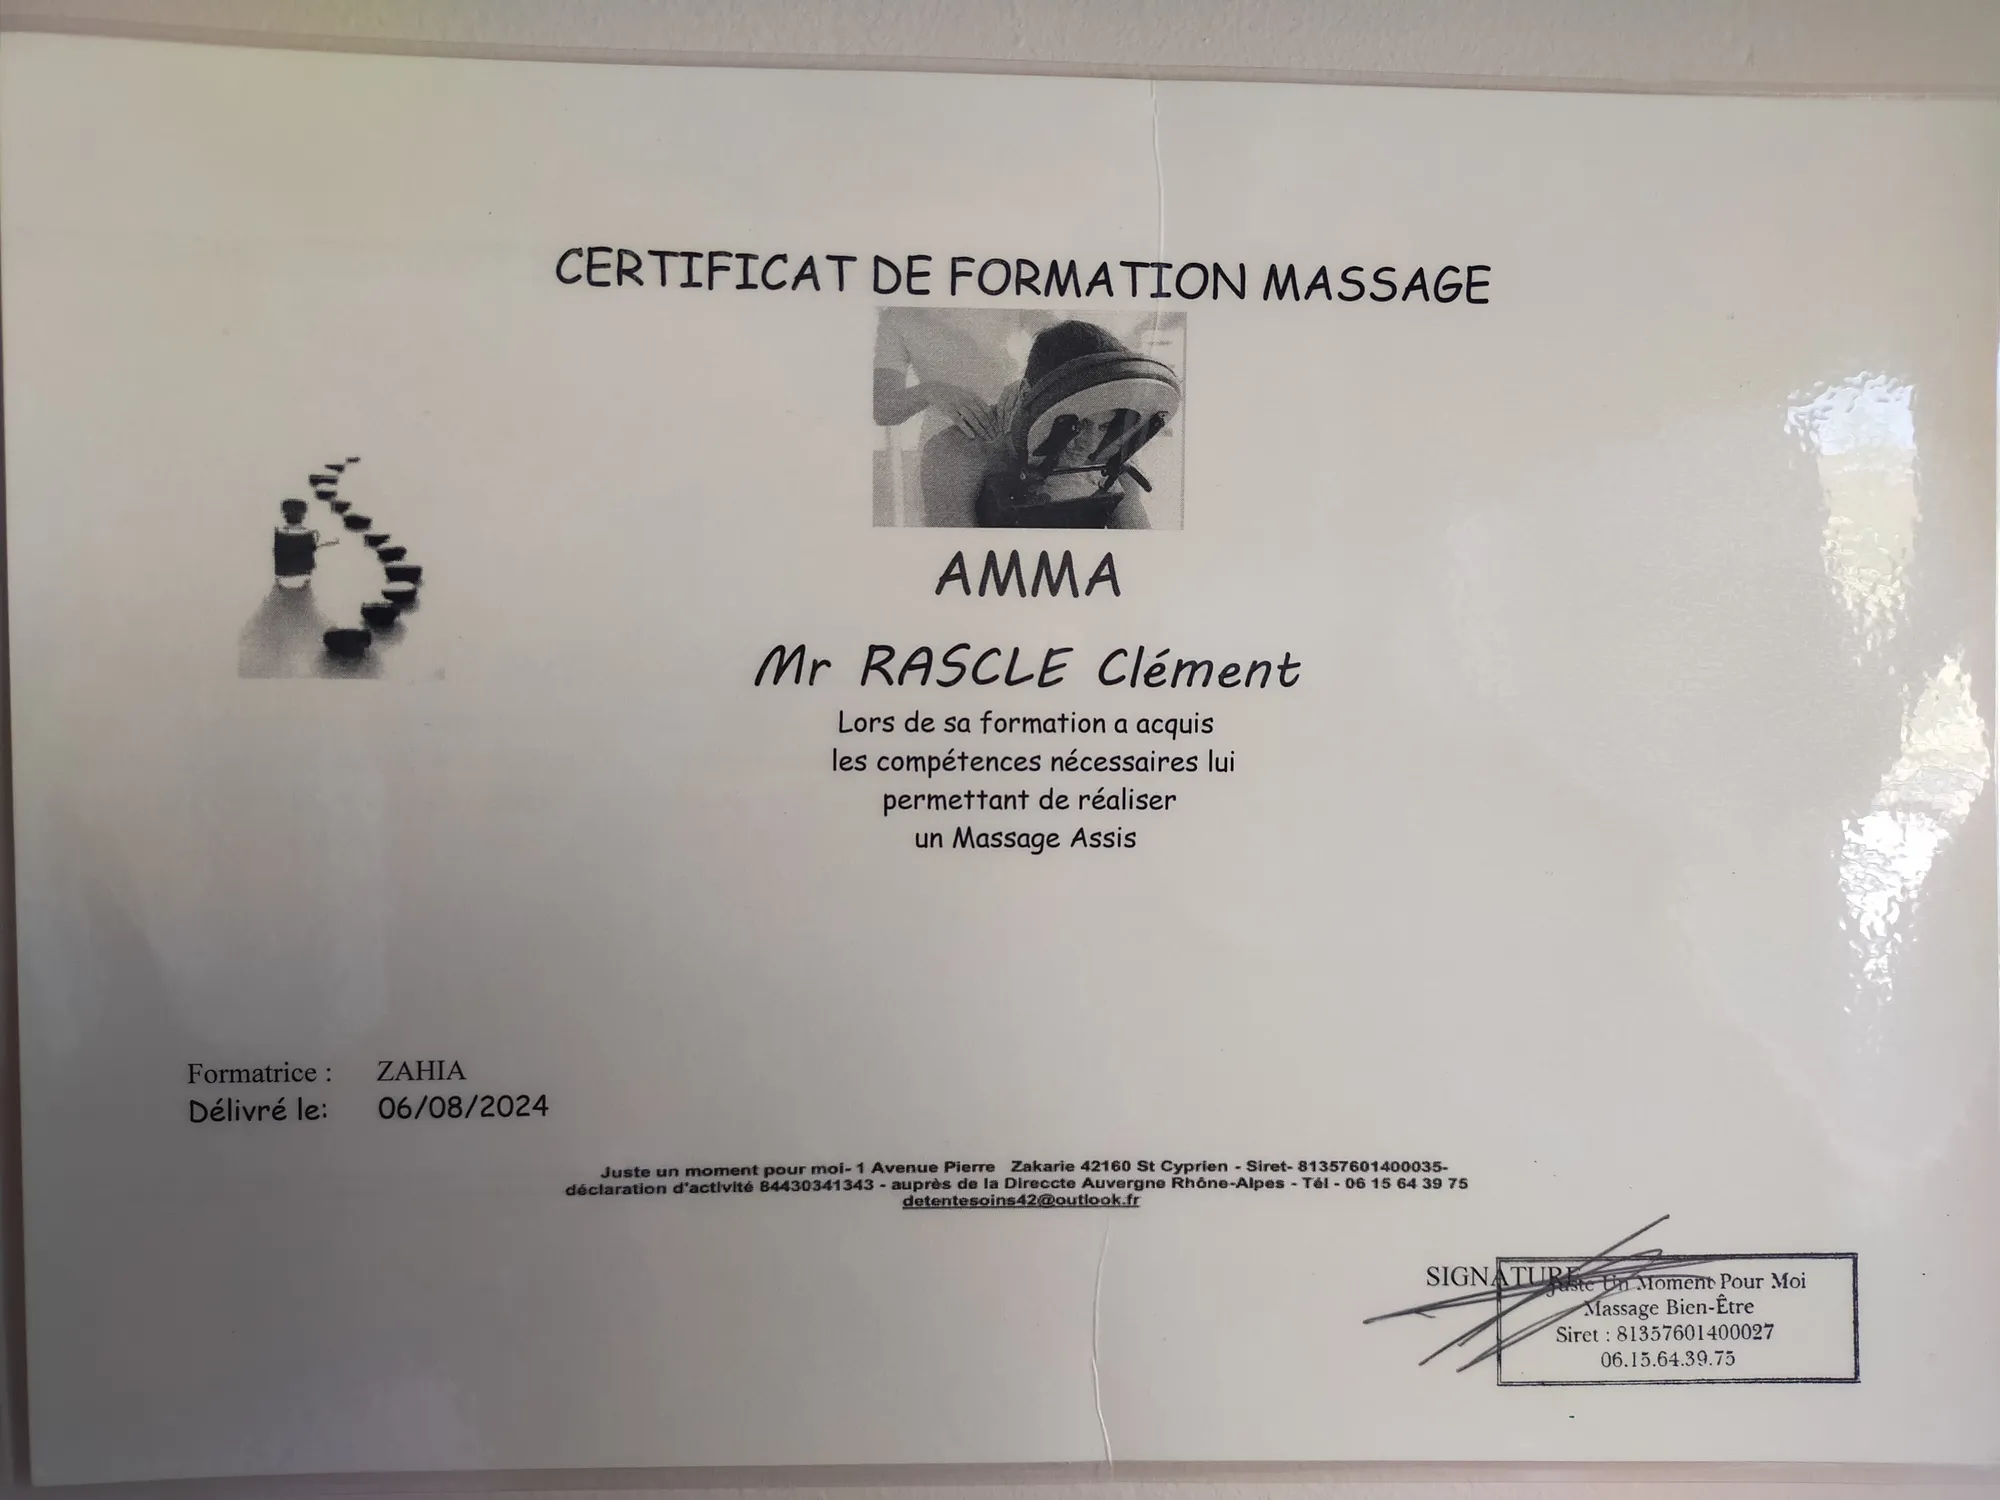 CERTIFICAT DE FORMATION MASSAGE
AMMA
Mr RASCLE Clément
Lors de sa formation a acquis
les compétences nécessaires lui
permettant de réaliser
un Massage Assis
Formatrice : ZAHIA
Délivré le: 06/08/2024
Juste un moment pour moi- 1 Avenue Pierre Zakarie 42160 St Cyprien - Siret- 81357601400035-
déclaration d'activité 84430341343 - auprès de la Direccte Auvergne Rhône-Alpes - Tél - 06 15 64 39 75
detentesoins42@outlook.fr
SIGNATURE
Juste Un Moment Pour Moi
Massage Bien-Être
Siret : 81357601400027
06.15.64.39.75